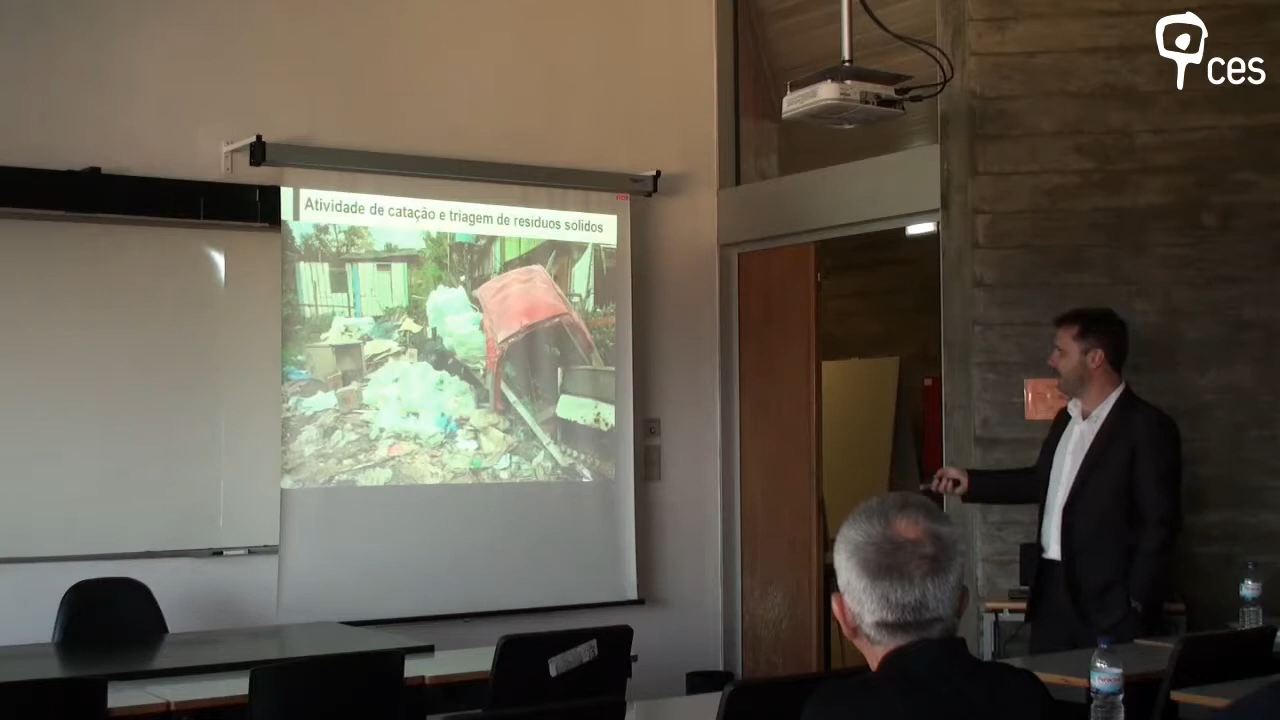 ces
Atividade de catação e triagem de residuos solidos